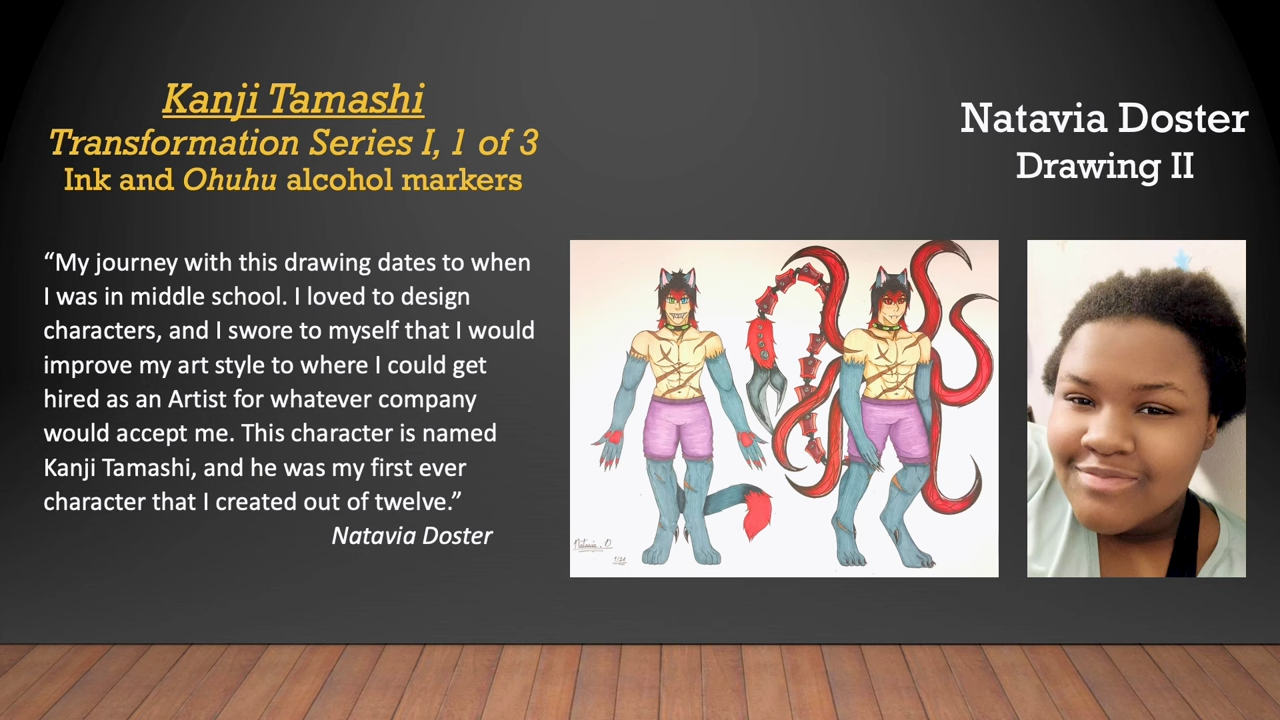 Kanji Tamashi
Transformation Series I, 1 of 3
Ink and Ohuhu alcohol markers
Natavia Doster
Drawing II
“My journey with this drawing dates to when
I was in middle school. I loved to design
characters, and I swore to myself that I would
improve my art style to where I could get
hired as an Artist for whatever company
would accept me. This character is named
Kanji Tamashi, and he was my first ever
character that I created out of twelve.”
Natavia Doster
Natavia . D